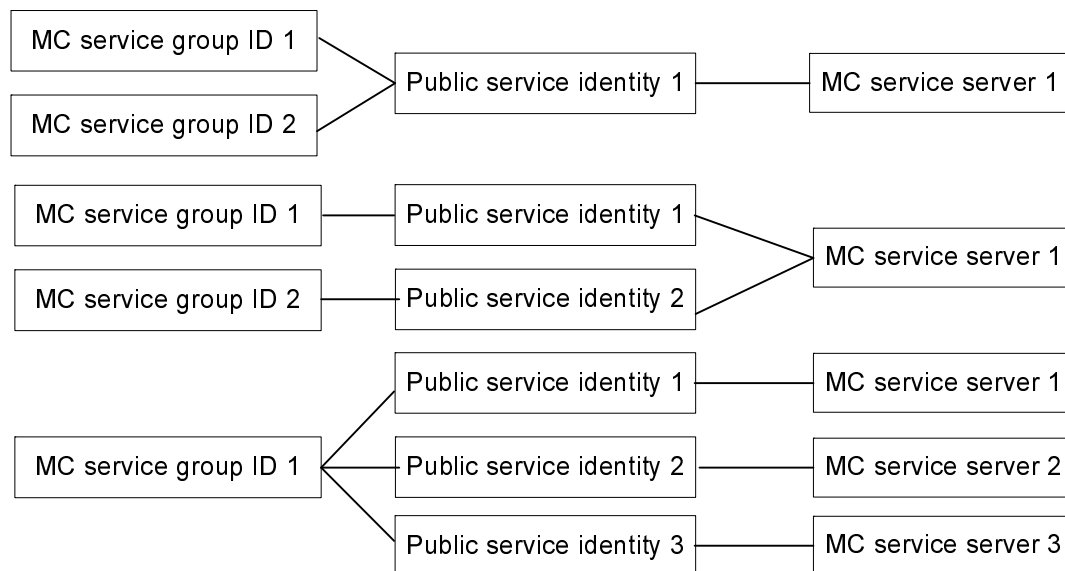 MC service group ID 1
Public service identity 1
MC service server 1
MC service group ID 2
MC service group ID 1
Public service identity 1
MC service server 1
MC service group ID 2
Public service identity 2
Public service identity 1
MC service server 1
MC service group ID 1
Public service identity 2
MC service server 2
Public service identity 3
MC service server 3